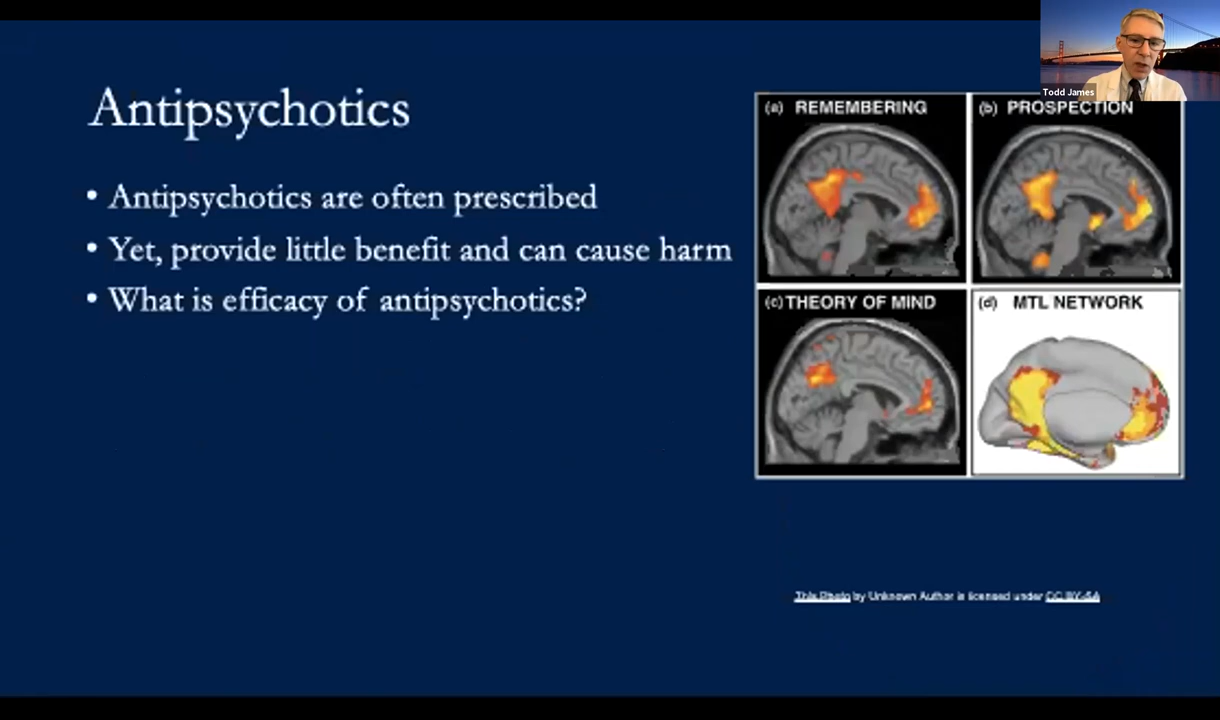 Antipsychotics
• Antipsychotics are often prescribed
• Yet, provide little benefit and can cause harm
• What is efficacy of antipsychotics?
Todd James
(a) REMEMBERING
(b) PROSPECTION
(c) THEORY OF MIND
(d) MTL NETWORK
This Photo by Unknown Author is licensed under CC BY-SA